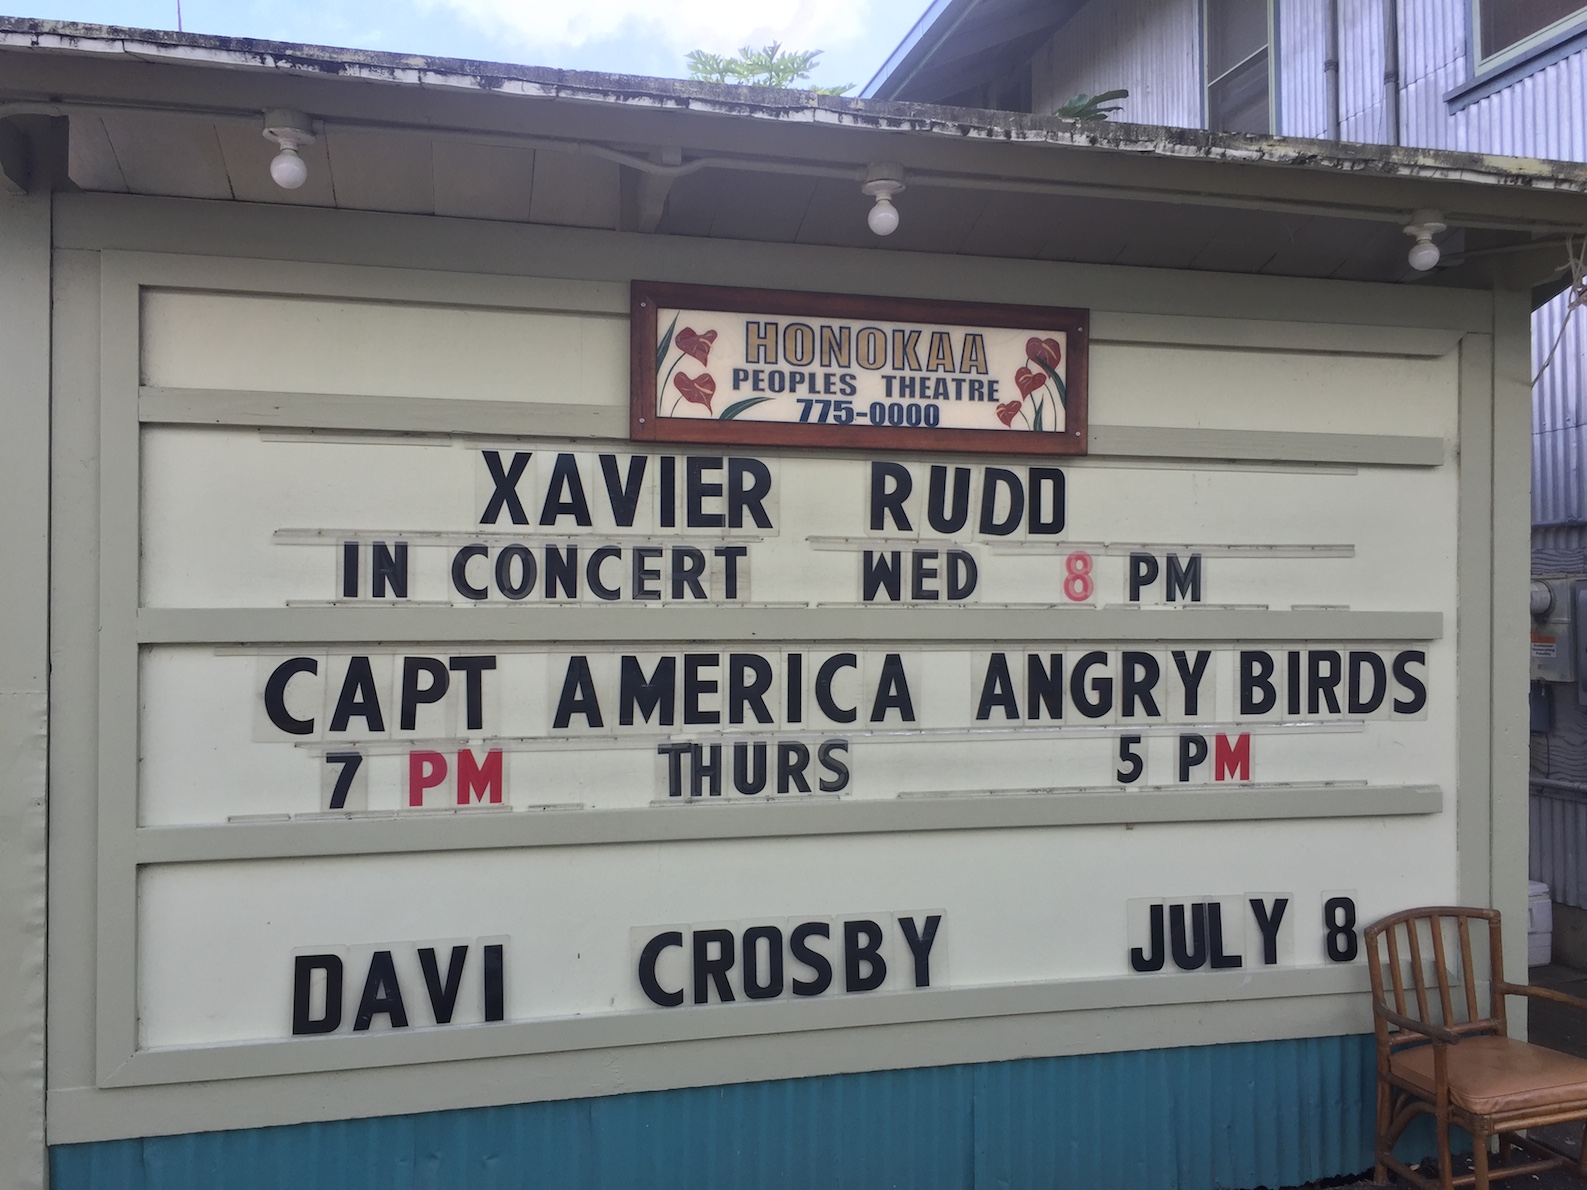 HONOKAA
PEOPLES THEATRE
775-0000
XAVIER RUDD
IN CONCERT WED 8 PM
CAPT AMERICA ANGRY BIRDS
7 PM THURS 5 PM
DAVI CROSBY JULY 8